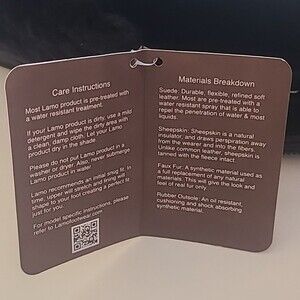 Care Instructions
Most Lamo product is pre-treated with
a water resistant treatment.
If your Lamo product is dirty, use a mild
detergent and wipe the dirty area with
a clean, damp cloth. Let your Lamo
product dry in the shade.
Please do not put Lamo product in a
washer or dryer. Also, never submerge
Lamo product in water.
Lamo recommends an initial snug fit, in
time, upper will stretch and lining will
shape to your foot creating a perfect fit
just for you.
For model specific instructions, please
refer to Lamofootwear.com
Materials Breakdown
Suede: Durable, flexible, refined soft
leather. Most are pre-treated with a
water resistant spray that is able to
repel the penetration of water & most
liquids.
Sheepskin: Sheepskin is a natural
insulator, and draws perspiration away
from the wearer and into the fibers.
Unlike common leather, sheepskin is
tanned with the fleece intact.
Faux Fur: A synthetic material used as
a full replacement of any natural
materials. This will give the look and
feel of real fur only.
Rubber Outsole: An oil resistant,
cushioning and shock absorbing
synthetic material.